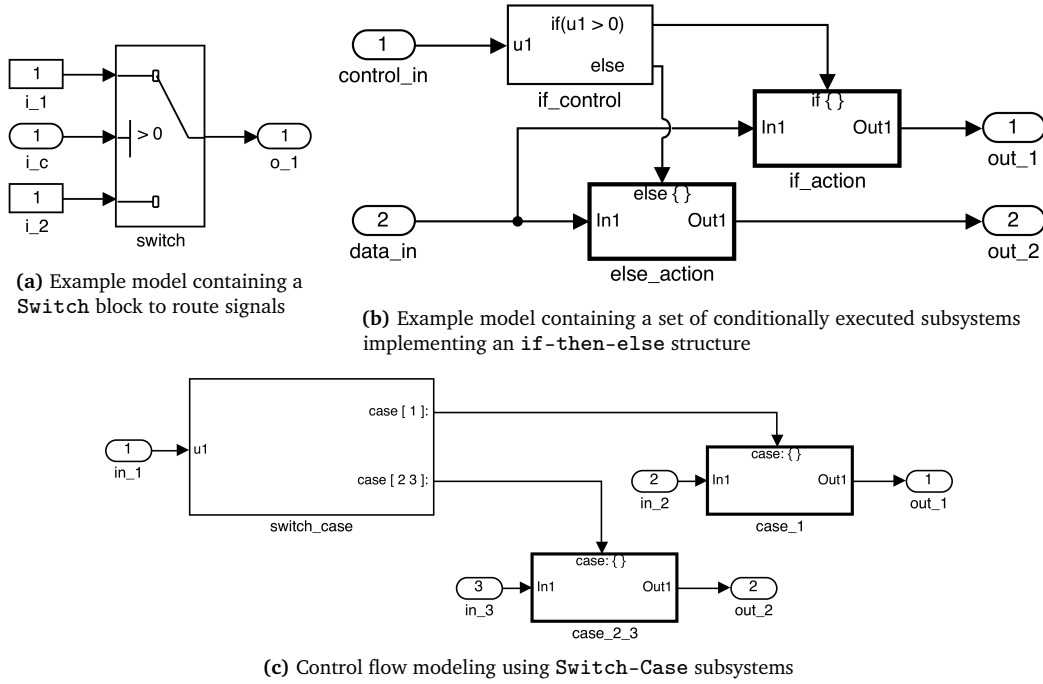 1
i_1
1
i_c
1
i_2
> 0
switch
1
o_1
(a) Example model containing a
Switch block to route signals
1
control_in
u1
if(u1 > 0)
else
if_control
if { }
In1
Out1
if_action
1
out_1
2
data_in
else { }
In1
Out1
else_action
2
out_2
(b) Example model containing a set of conditionally executed subsystems
implementing an if-then-else structure
1
in_1
u1
case [ 1 ]:
case [ 2 3 ]:
switch_case
2
in_2
case: { }
In1
Out1
case_1
1
out_1
3
in_3
case: { }
In1
Out1
case_2_3
2
out_2
(c) Control flow modeling using Switch-Case subsystems